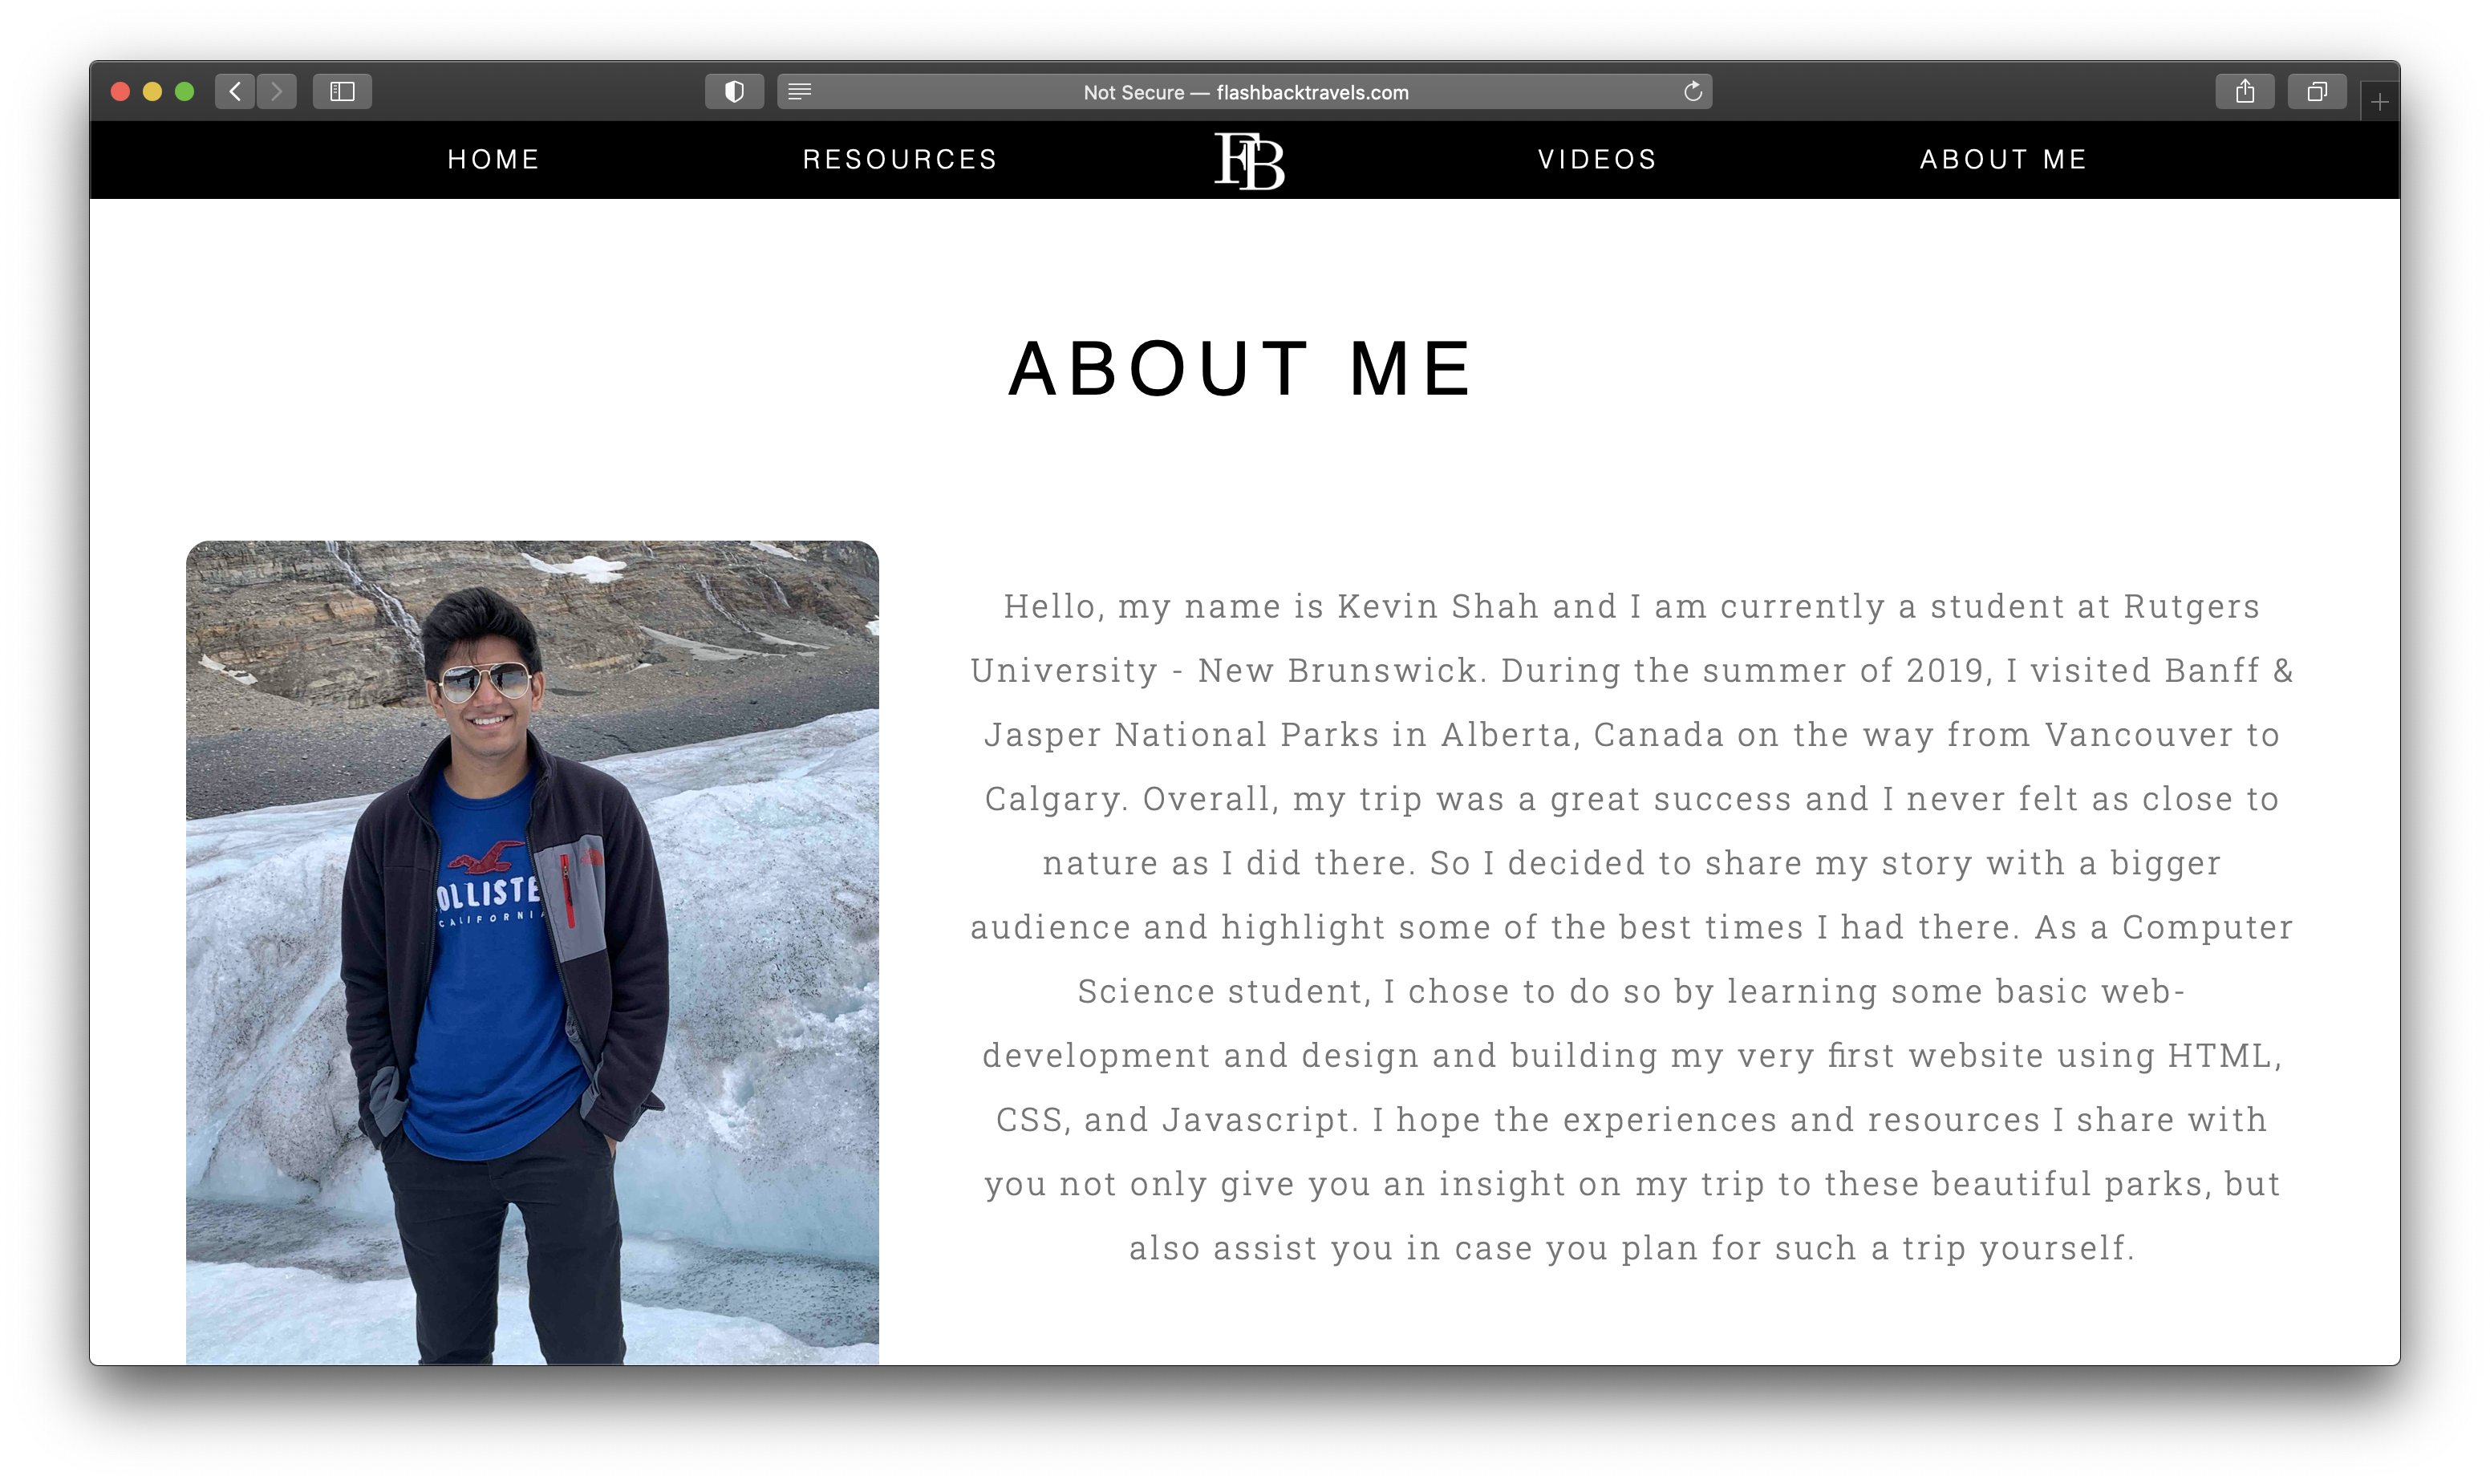 Not Secure — flashbacktravels.com
HOME RESOURCES FB VIDEOS ABOUT ME
ABOUT ME
Hello, my name is Kevin Shah and I am currently a student at Rutgers
University - New Brunswick. During the summer of 2019, I visited Banff &
Jasper National Parks in Alberta, Canada on the way from Vancouver to
Calgary. Overall, my trip was a great success and I never felt as close to
nature as I did there. So I decided to share my story with a bigger
audience and highlight some of the best times I had there. As a Computer
Science student, I chose to do so by learning some basic web-
development and design and building my very first website using HTML,
CSS, and Javascript. I hope the experiences and resources I share with
you not only give you an insight on my trip to these beautiful parks, but
also assist you in case you plan for such a trip yourself.
OLLISTE
CALIFORNIA